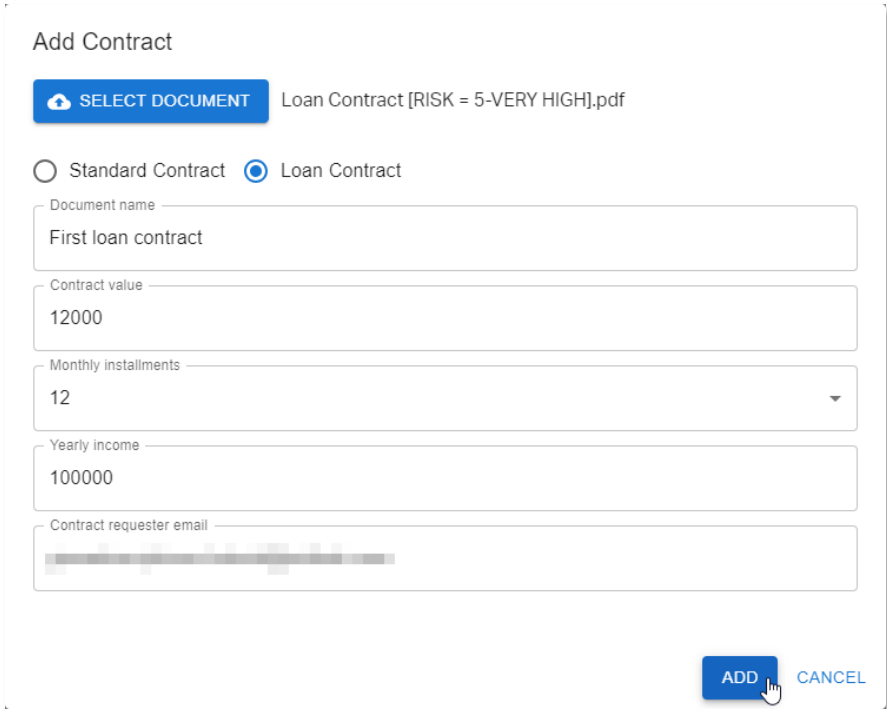 Add Contract
SELECT DOCUMENT Loan Contract [RISK = 5-VERY HIGH].pdf
Standard Contract Loan Contract
Document name
First loan contract
Contract value
12000
Monthly installments
12
Yearly income
100000
Contract requester email
ADD CANCEL